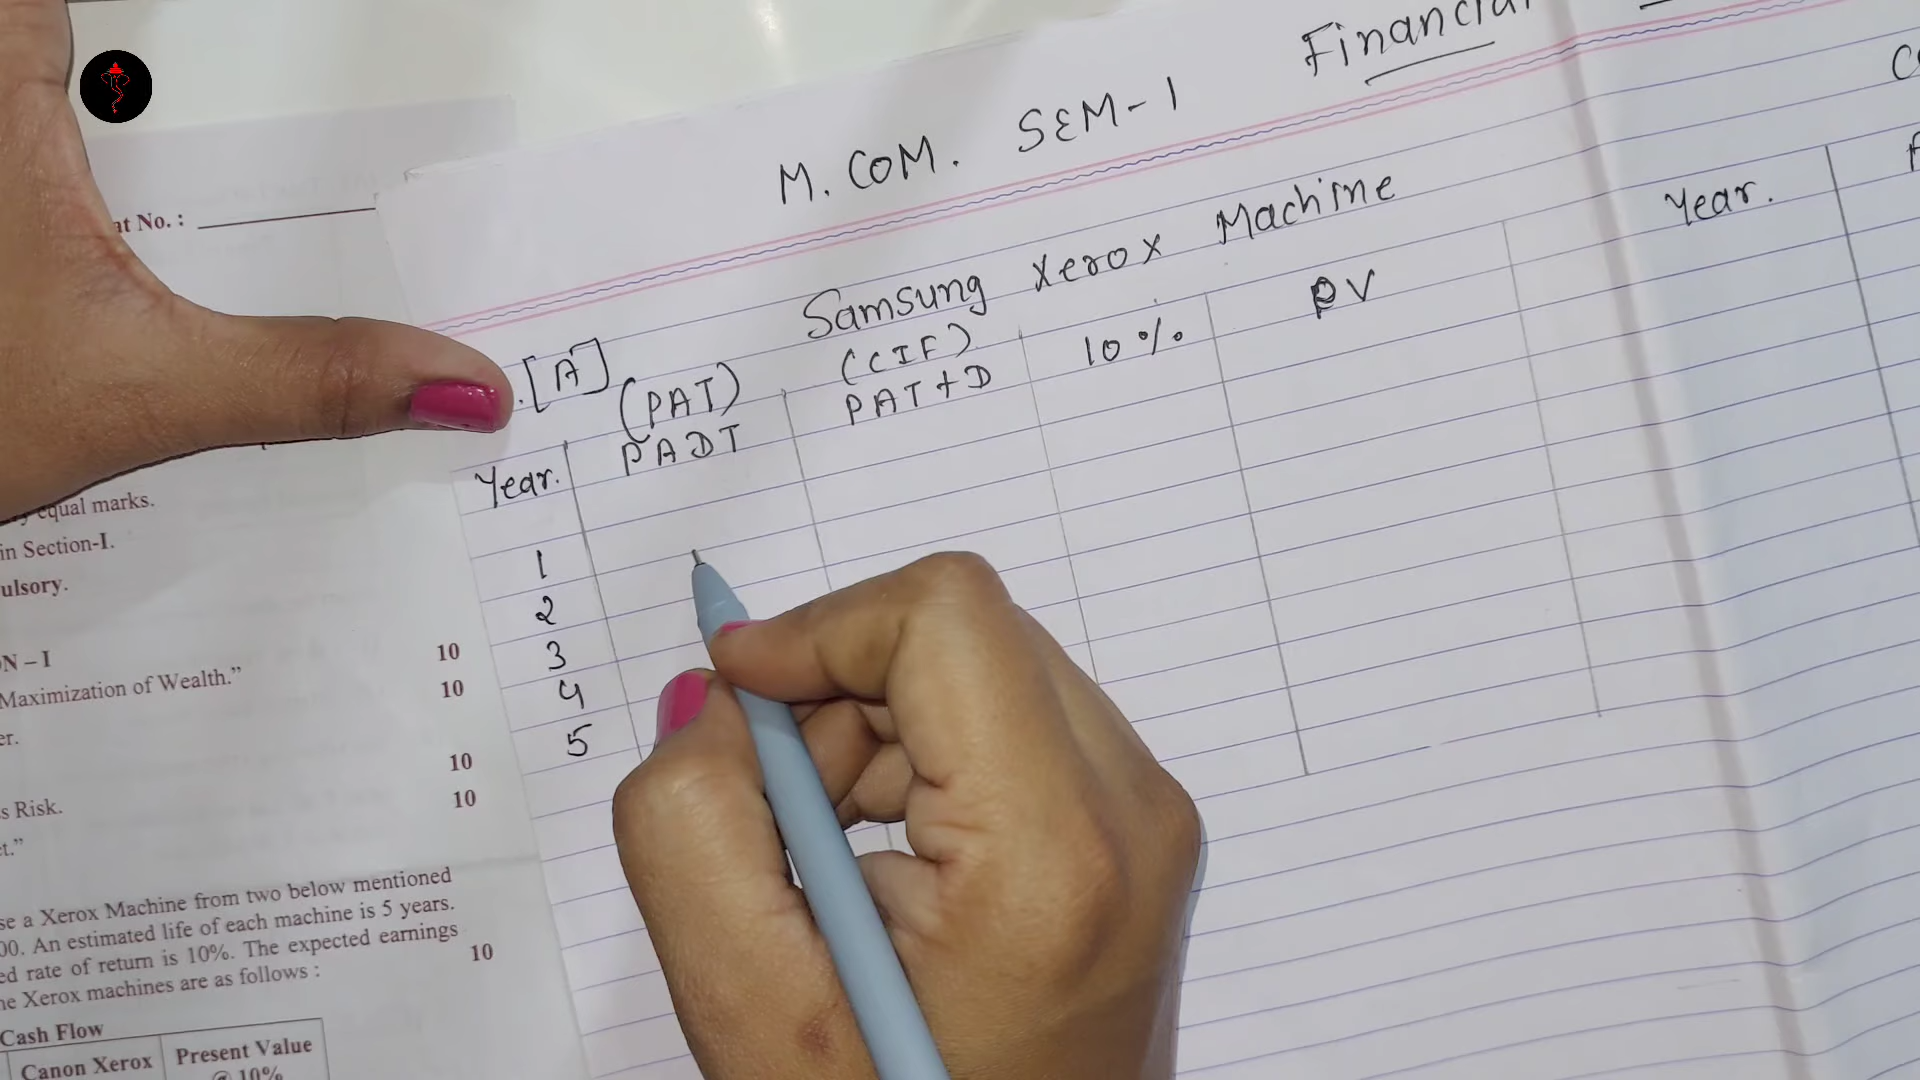 at No. :
equal marks.
in Section-I.
ulsory.
N – I
Maximization of Wealth.” 10
10
er.
10
s Risk. 10
t.”
se a Xerox Machine from two below mentioned
00. An estimated life of each machine is 5 years.
ed rate of return is 10%. The expected earnings 10
ne Xerox machines are as follows :
Cash Flow
Canon Xerox Present Value
@ 10%
M. COM. SEM-1 Financial
Samsung Xerox Machine
. [A]
Year. (PAT) PADT (CIF) PAT+D 10% PV
1
2
3
4
5
Year.